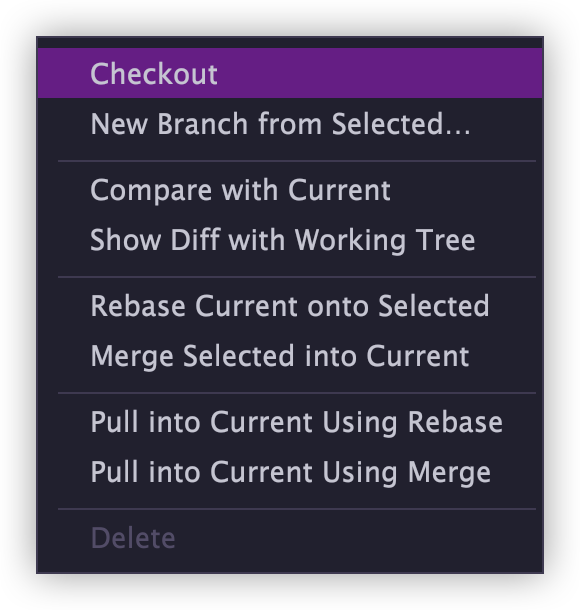 Checkout
New Branch from Selected...
Compare with Current
Show Diff with Working Tree
Rebase Current onto Selected
Merge Selected into Current
Pull into Current Using Rebase
Pull into Current Using Merge
Delete